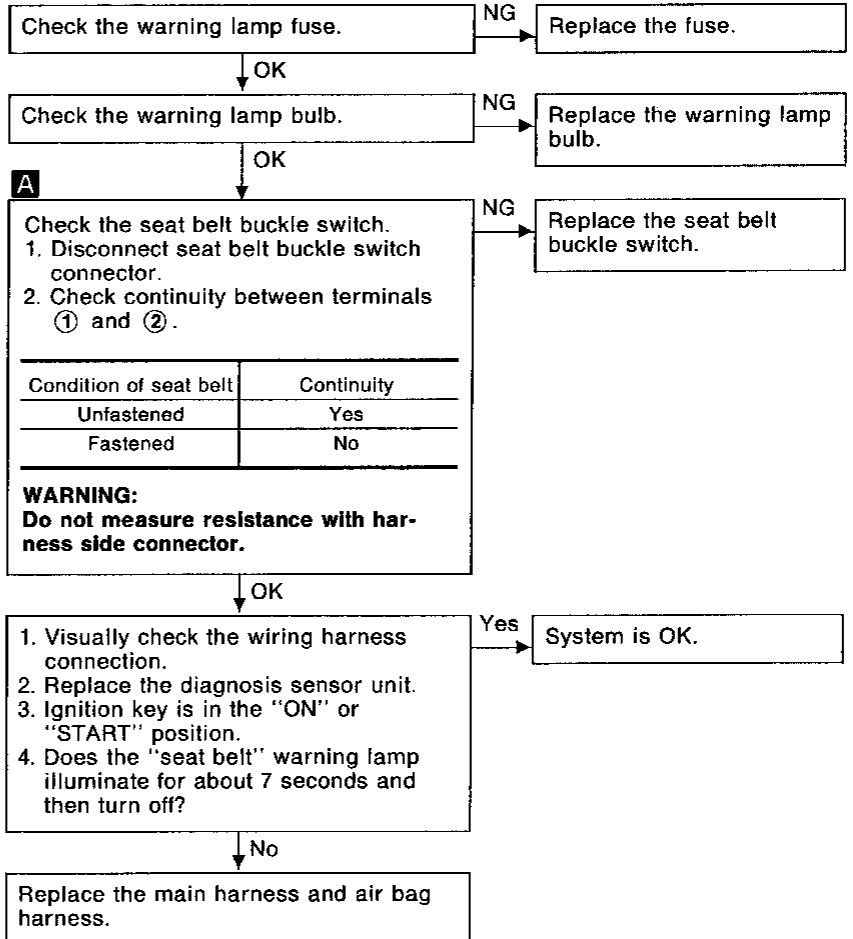 Check the warning lamp fuse.
NG
Replace the fuse.
OK
Check the warning lamp bulb.
NG
Replace the warning lamp
bulb.
OK
A
Check the seat belt buckle switch.
1. Disconnect seat belt buckle switch
connector.
2. Check continuity between terminals
① and ②.
Condition of seat belt Continuity
Unfastened Yes
Fastened No
WARNING:
Do not measure resistance with har-
ness side connector.
NG
Replace the seat belt
buckle switch.
OK
1. Visually check the wiring harness
connection.
2. Replace the diagnosis sensor unit.
3. Ignition key is in the "ON" or
"START" position.
4. Does the "seat belt" warning lamp
illuminate for about 7 seconds and
then turn off?
Yes
System is OK.
No
Replace the main harness and air bag
harness.